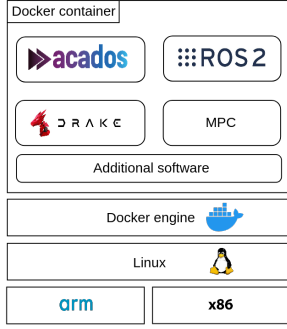 Docker container
acados
ROS2
DRAKE
MPC
Additional software
Docker engine
Linux
arm
x86